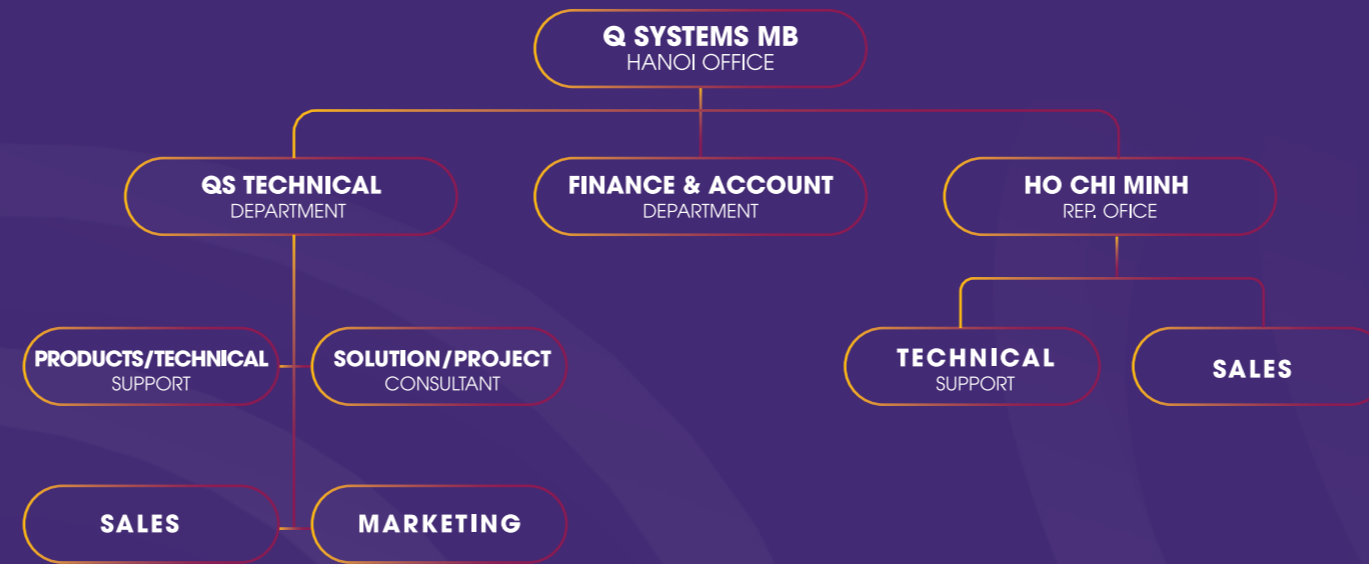 Q SYSTEMS MB
HANOI OFFICE
QS TECHNICAL
DEPARTMENT
FINANCE & ACCOUNT
DEPARTMENT
HO CHI MINH
REP. OFICE
PRODUCTS/TECHNICAL
SUPPORT
SOLUTION/PROJECT
CONSULTANT
TECHNICAL
SUPPORT
SALES
SALES
MARKETING